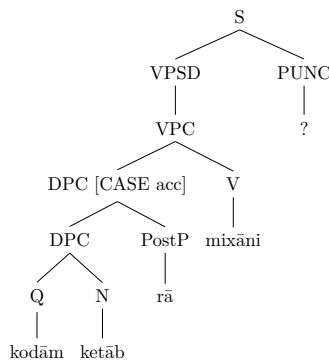 S
VPSD PUNC
VPC ?
DPC [CASE acc] V
DPC PostP mixāni
Q N rā
kodām ketāb